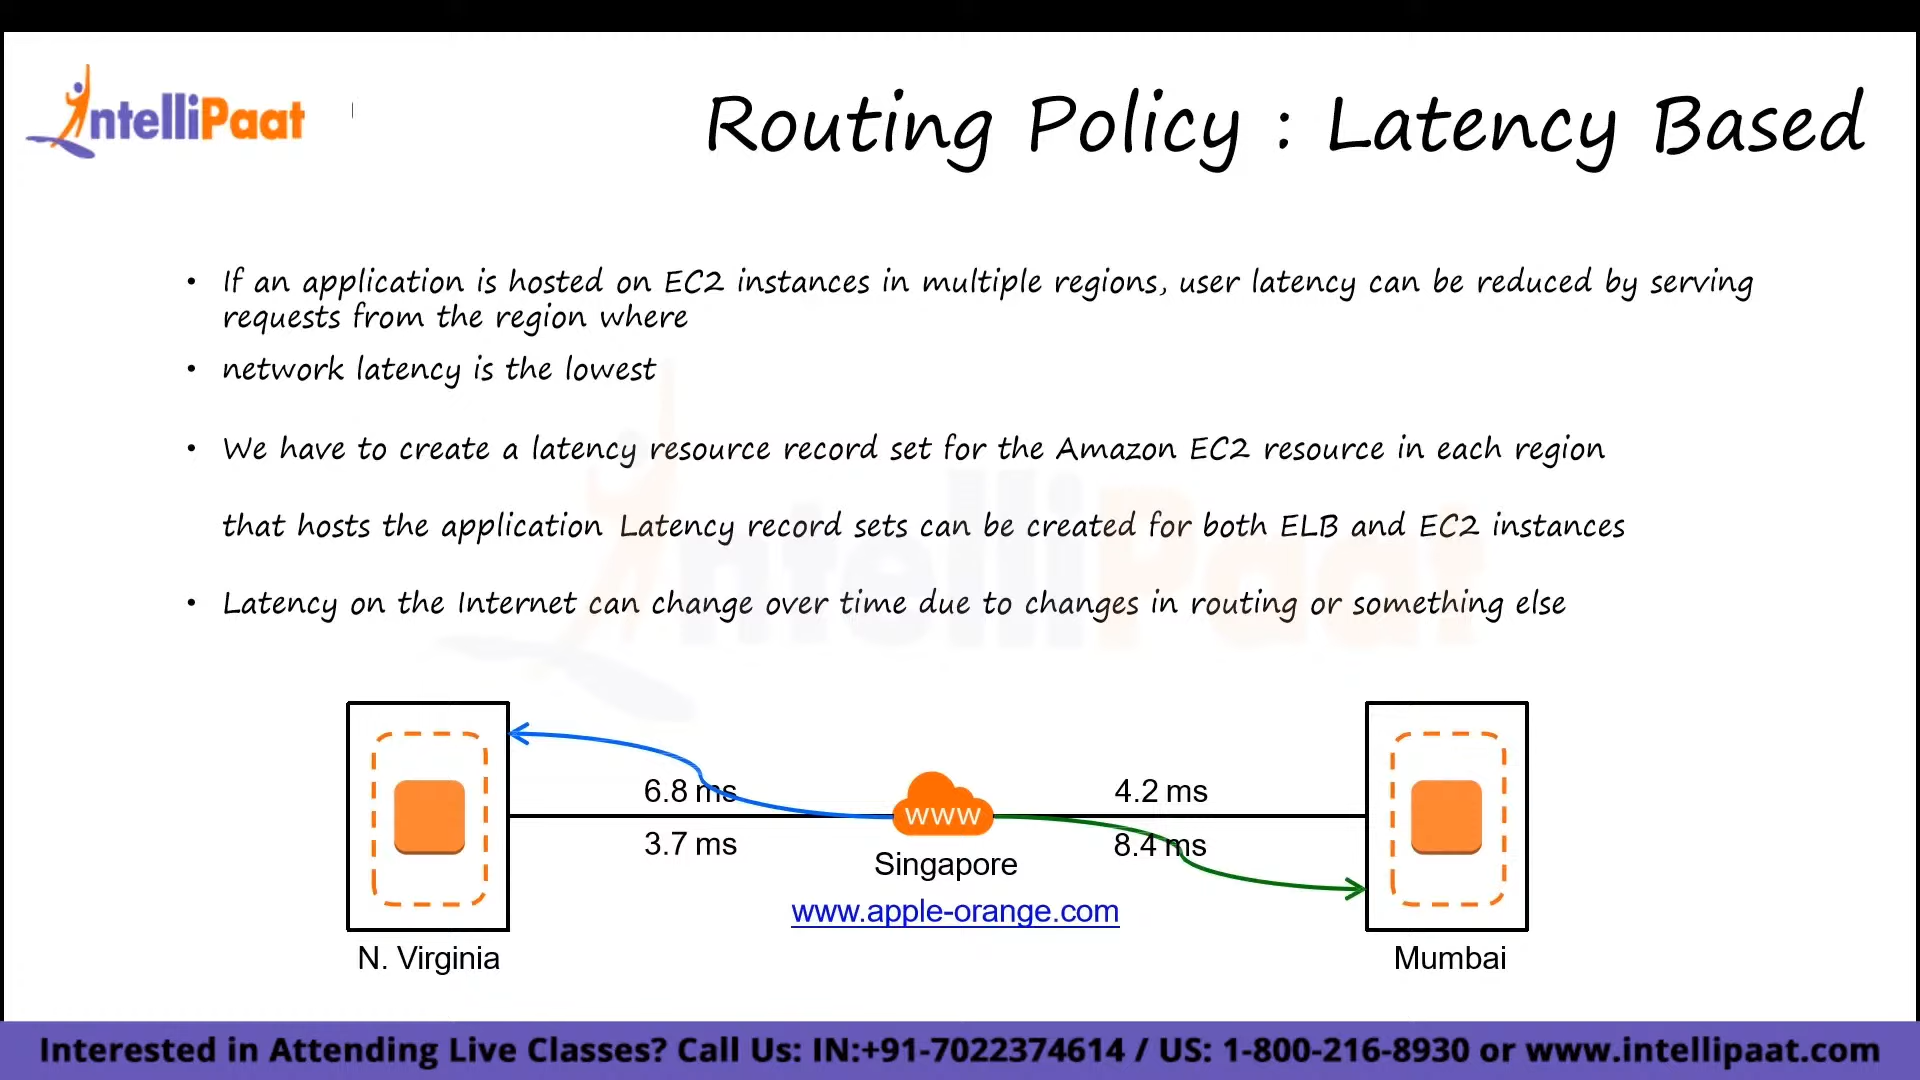 IntelliPaat
Routing Policy : Latency Based
• If an application is hosted on EC2 instances in multiple regions, user latency can be reduced by serving
requests from the region where
• network latency is the lowest
• We have to create a latency resource record set for the Amazon EC2 resource in each region
that hosts the application Latency record sets can be created for both ELB and EC2 instances
• Latency on the Internet can change over time due to changes in routing or something else
IntelliPaat
6.8 ms
4.2 ms
WWW
3.7 ms
8.4 ms
Singapore
www.apple-orange.com
N. Virginia
Mumbai
Interested in Attending Live Classes? Call Us: IN:+91-7022374614 / US: 1-800-216-8930 or www.intellipaat.com